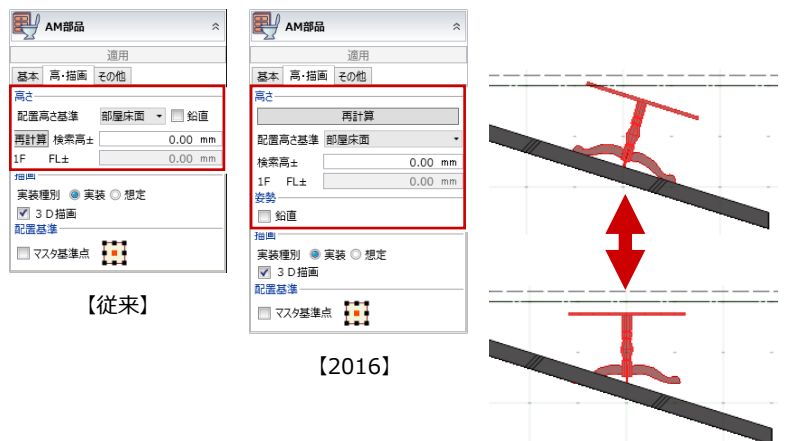 AM部品
適用
基本 高・描画 その他
高さ
配置高さ基準 部屋床面 鉛直
再計算 検索高± 0.00 mm
1F FL± 0.00 mm
描画
実装種別 実装 想定
3D描画
配置基準
マスタ基準点
【従来】
AM部品
適用
基本 高・描画 その他
高さ
再計算
配置高さ基準 部屋床面
検索高± 0.00 mm
1F FL± 0.00 mm
姿勢
鉛直
描画
実装種別 実装 想定
3D描画
配置基準
マスタ基準点
【2016】